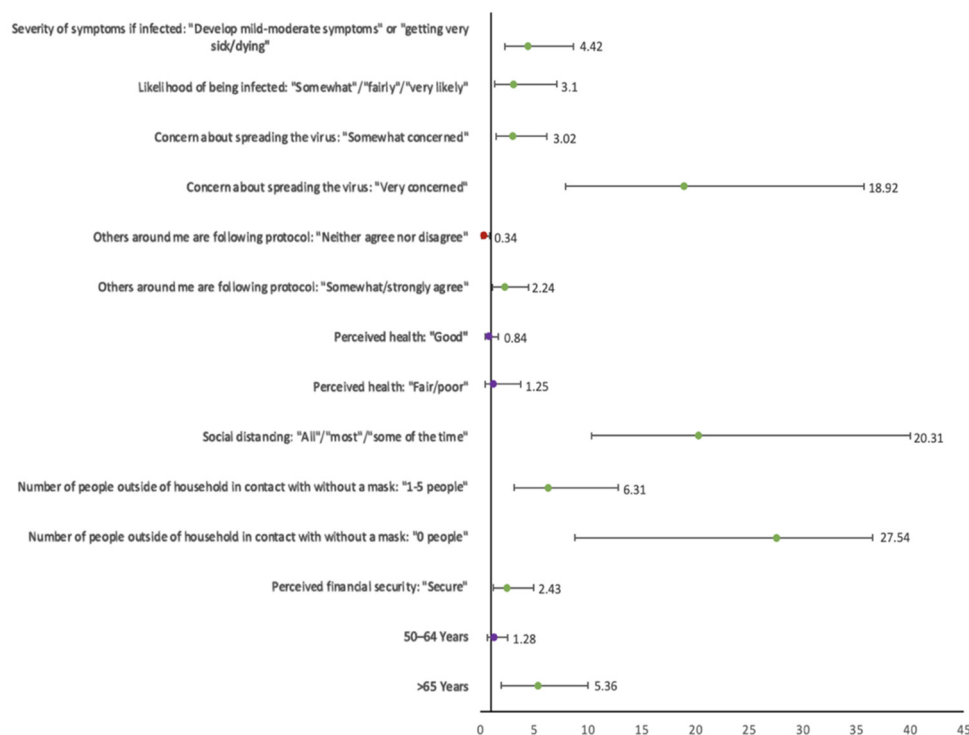 Severity of symptoms if infected: "Develop mild-moderate symptoms" or "getting very
sick/dying"
4.42
Likelihood of being infected: "Somewhat"/"fairly"/"very likely"
3.1
Concern about spreading the virus: "Somewhat concerned"
3.02
Concern about spreading the virus: "Very concerned"
18.92
Others around me are following protocol: "Neither agree nor disagree"
0.34
Others around me are following protocol: "Somewhat/strongly agree"
2.24
Perceived health: "Good"
0.84
Perceived health: "Fair/poor"
1.25
Social distancing: "All"/"most"/"some of the time"
20.31
Number of people outside of household in contact with without a mask: "1-5 people"
6.31
Number of people outside of household in contact with without a mask: "0 people"
27.54
Perceived financial security: "Secure"
2.43
50–64 Years
1.28
>65 Years
5.36
0 5 10 15 20 25 30 35 40 45